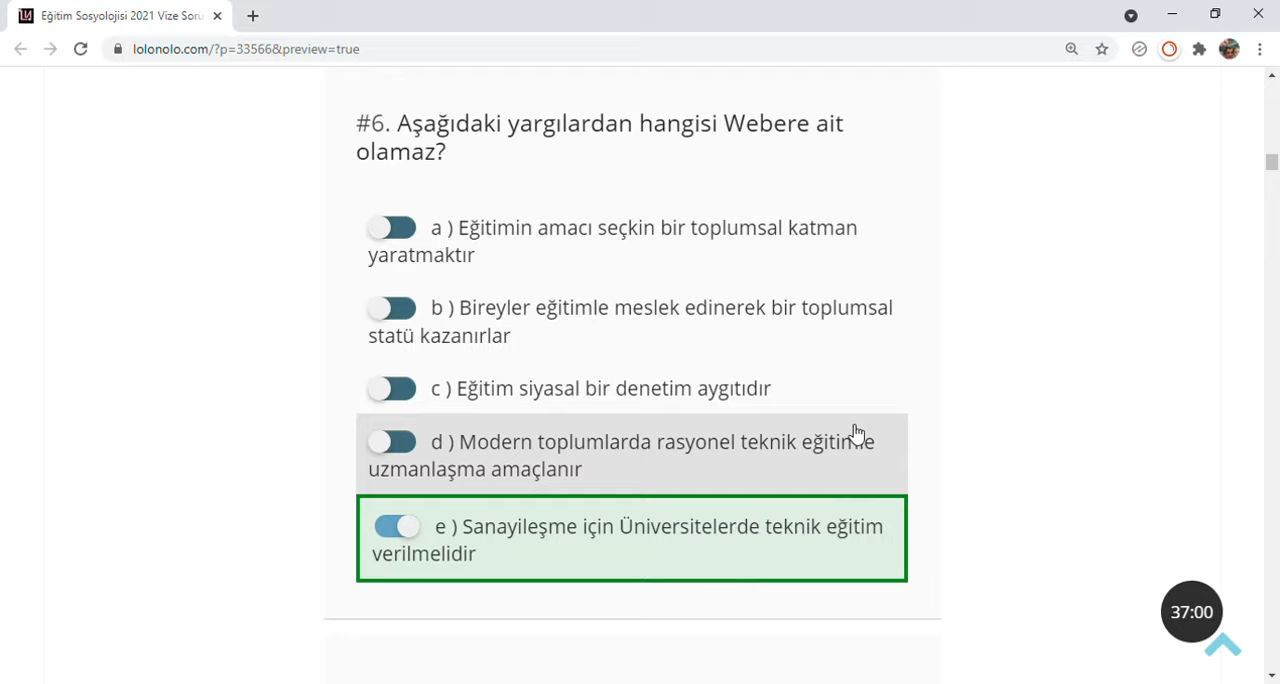 Eğitim Sosyolojisi 2021 Vize Soru
lolonolo.com/?p=33566&preview=true
#6. Aşağıdaki yargılardan hangisi Webere ait
olamaz?
a ) Eğitimin amacı seçkin bir toplumsal katman
yaratmaktır
b ) Bireyler eğitimle meslek edinerek bir toplumsal
statü kazanırlar
c ) Eğitim siyasal bir denetim aygıtıdır
d ) Modern toplumlarda rasyonel teknik eğitimle
uzmanlaşma amaçlanır
e ) Sanayileşme için Üniversitelerde teknik eğitim
verilmelidir
37:00